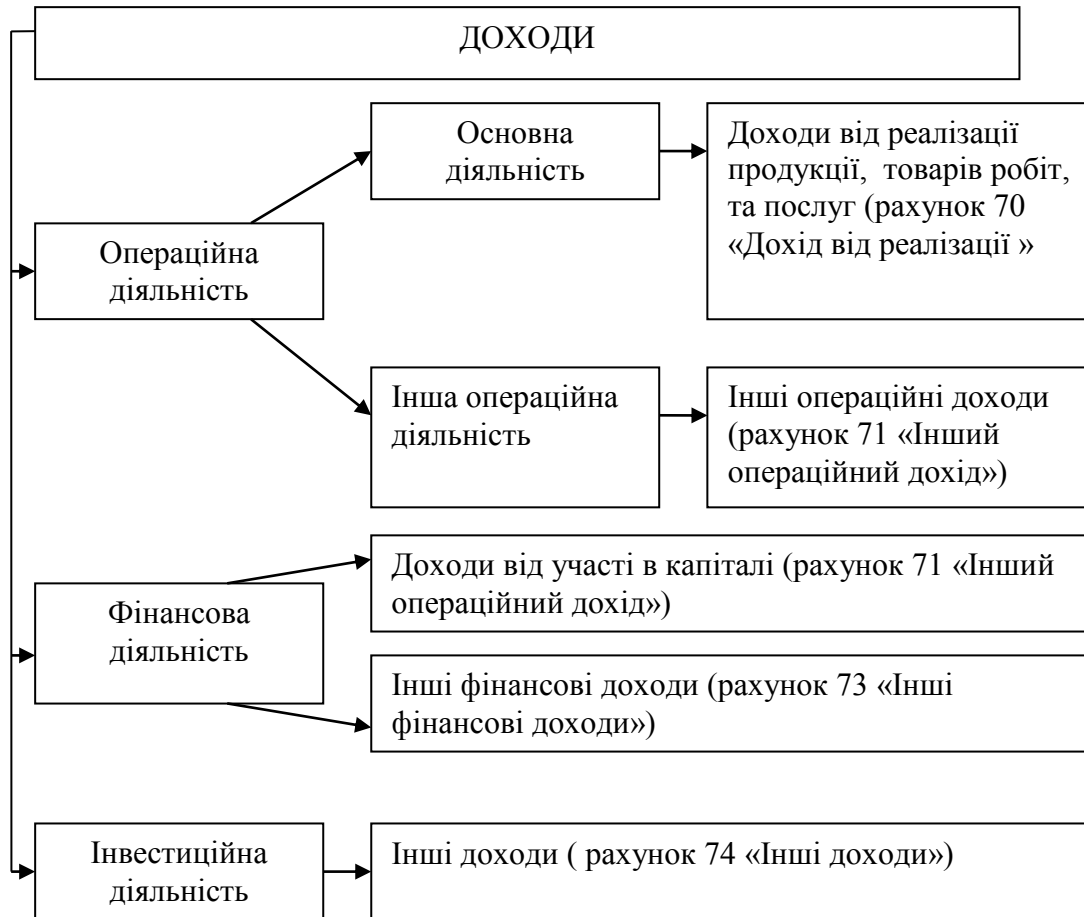 ДОХОДИ
Основна
діяльність
Доходи від реалізації
продукції, товарів робіт,
та послуг (рахунок 70
«Дохід від реалізації »
Операційна
діяльність
Інша операційна
діяльність
Інші операційні доходи
(рахунок 71 «Інший
операційний дохід»)
Доходи від участі в капіталі (рахунок 71 «Інший
операційний дохід»)
Фінансова
діяльність
Інші фінансові доходи (рахунок 73 «Інші
фінансові доходи»)
Інвестиційна
діяльність
Інші доходи ( рахунок 74 «Інші доходи»)